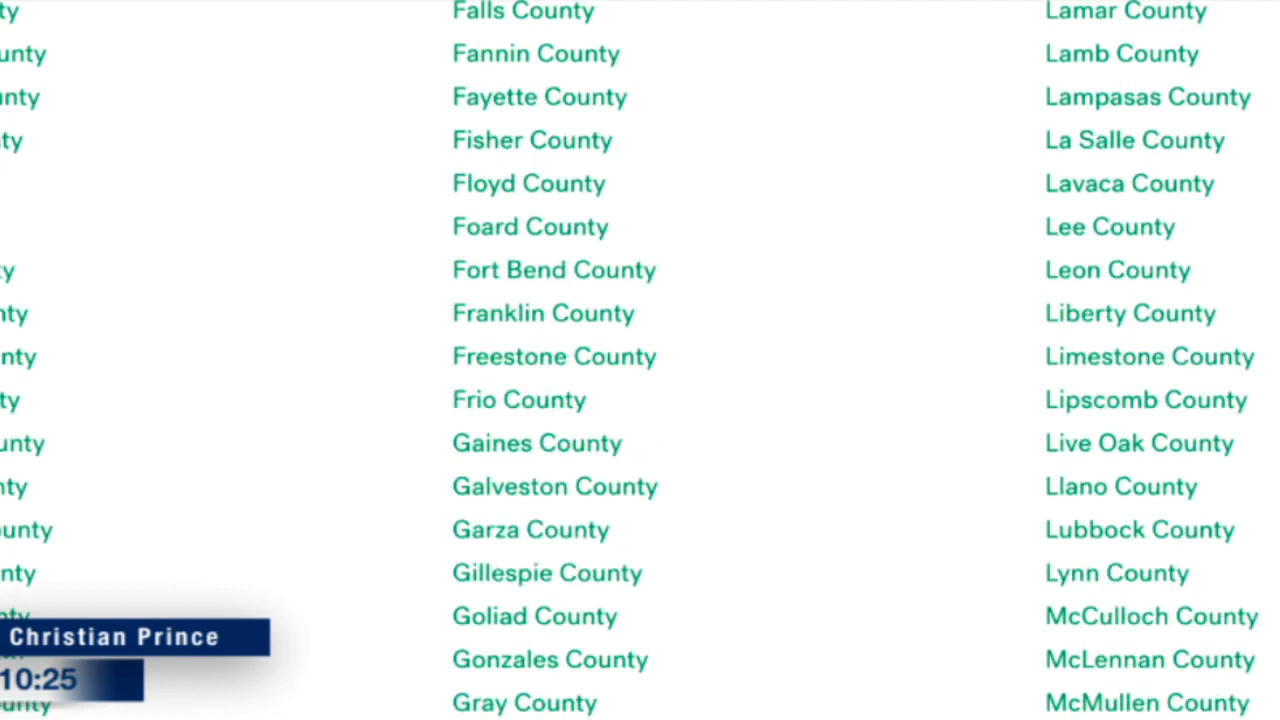 Falls County
Fannin County
Fayette County
Fisher County
Floyd County
Foard County
Fort Bend County
Franklin County
Freestone County
Frio County
Gaines County
Galveston County
Garza County
Gillespie County
Goliad County
Gonzales County
Gray County
Lamar County
Lamb County
Lampasas County
La Salle County
Lavaca County
Lee County
Leon County
Liberty County
Limestone County
Lipscomb County
Live Oak County
Llano County
Lubbock County
Lynn County
McCulloch County
McLennan County
McMullen County
Christian Prince
10:25